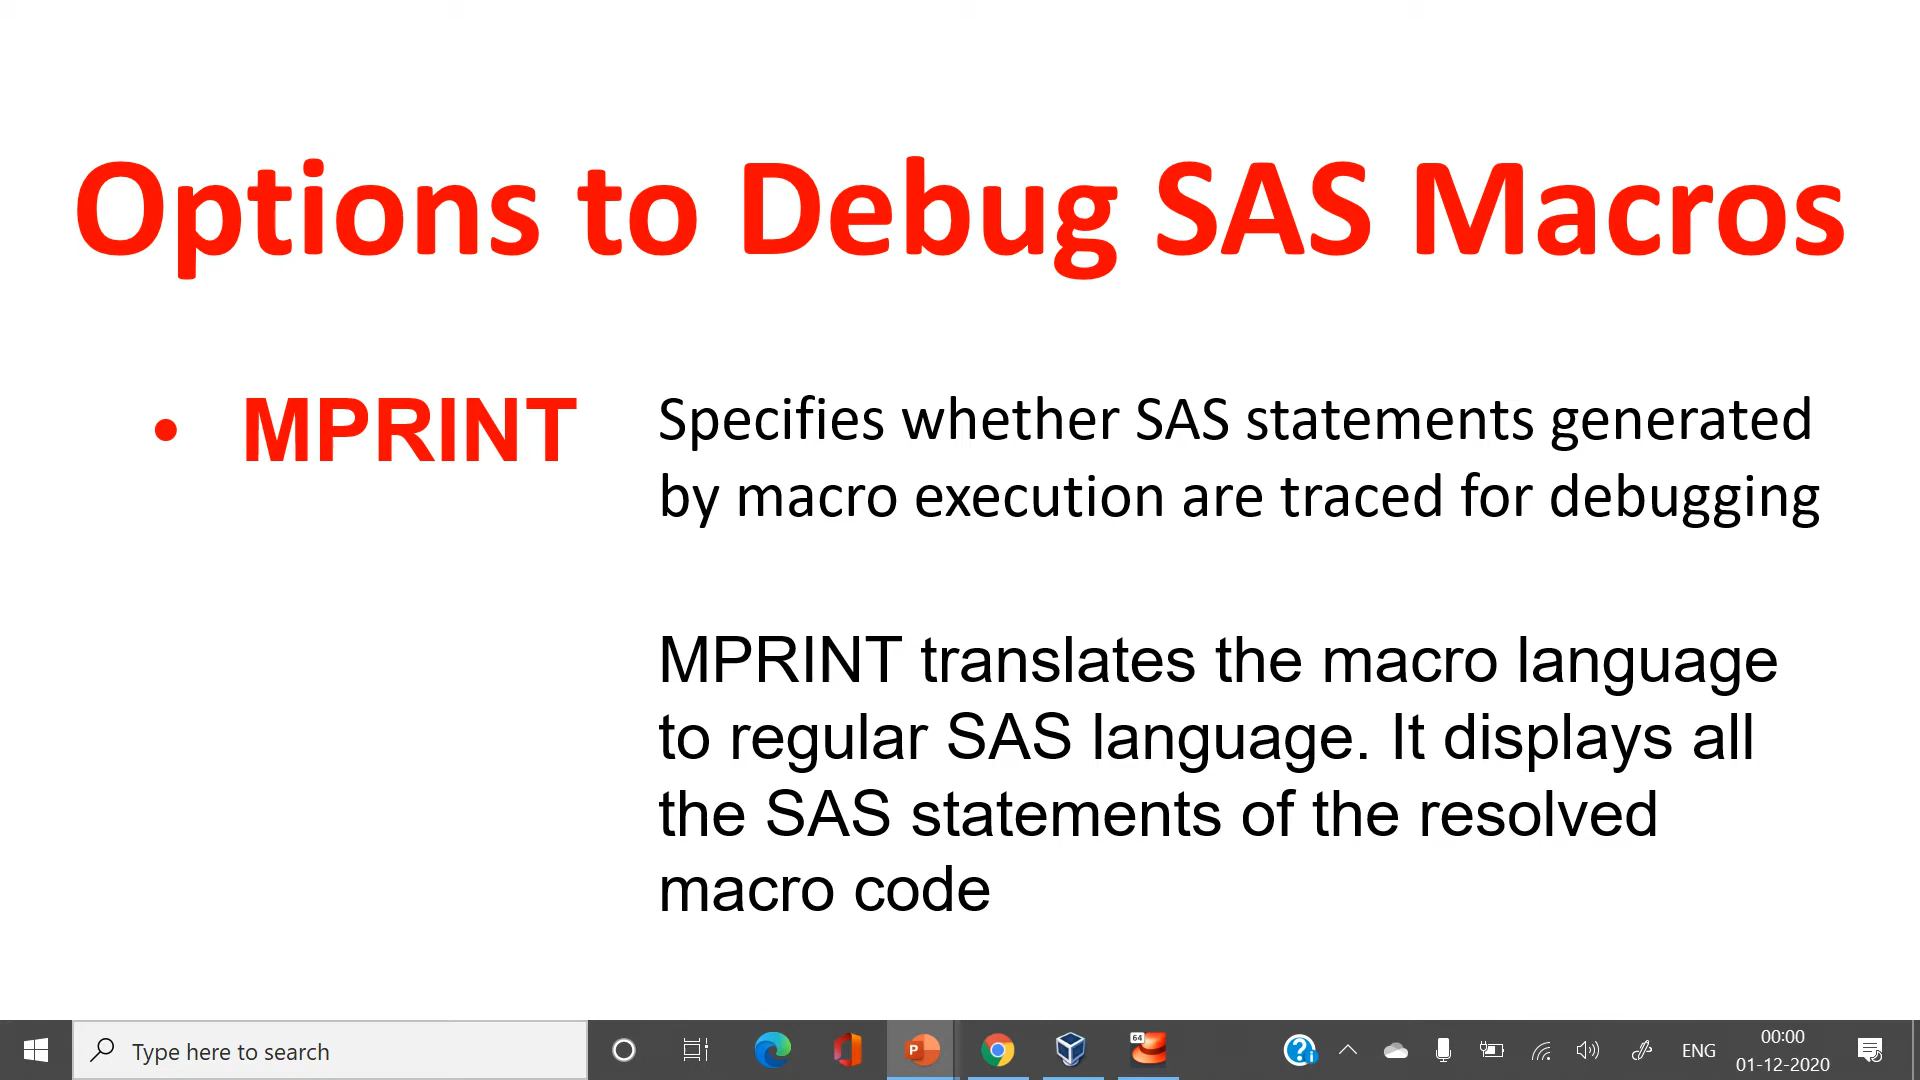 Options to Debug SAS Macros
• MPRINT
Specifies whether SAS statements generated
by macro execution are traced for debugging
MPRINT translates the macro language
to regular SAS language. It displays all
the SAS statements of the resolved
macro code
Type here to search
P
64
ENG
00:00
01-12-2020